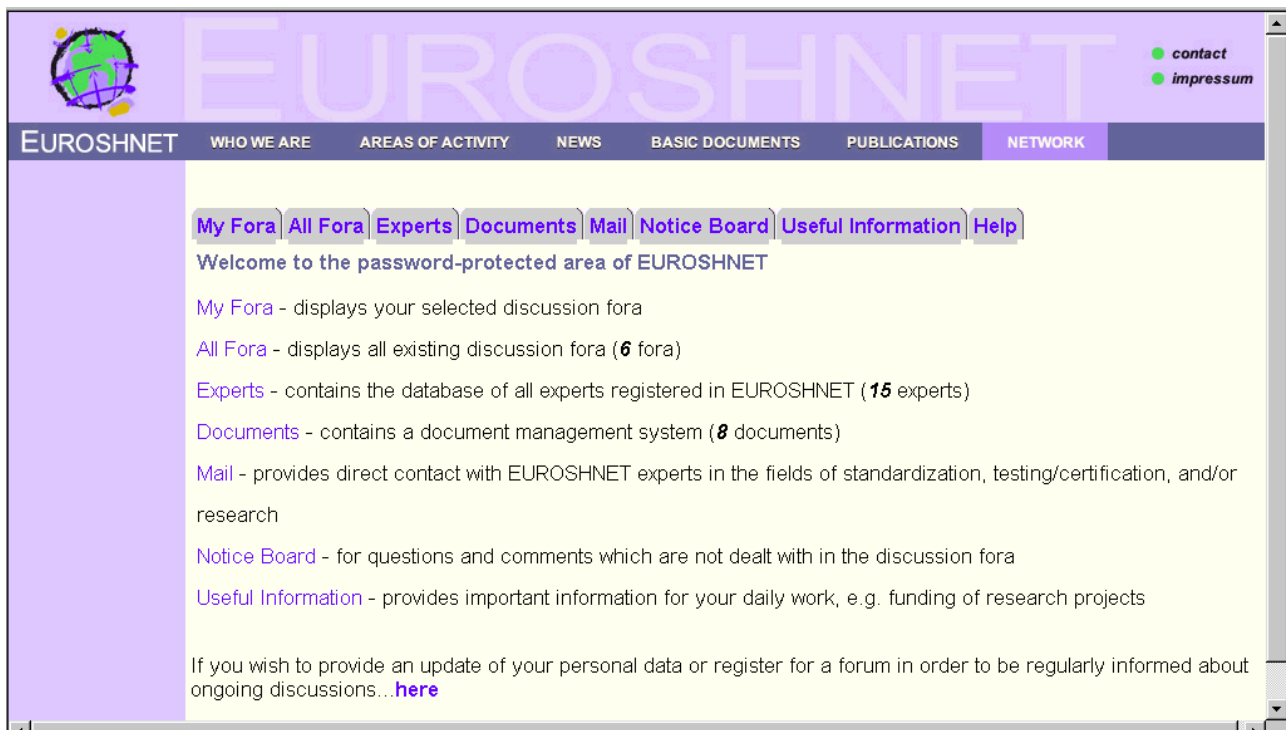 EUROSHNET
contact
impressum
EUROSHNET WHO WE ARE AREAS OF ACTIVITY NEWS BASIC DOCUMENTS PUBLICATIONS NETWORK
My Fora All Fora Experts Documents Mail Notice Board Useful Information Help
Welcome to the password-protected area of EUROSHNET
My Fora - displays your selected discussion fora
All Fora - displays all existing discussion fora (6 fora)
Experts - contains the database of all experts registered in EUROSHNET (15 experts)
Documents - contains a document management system (8 documents)
Mail - provides direct contact with EUROSHNET experts in the fields of standardization, testing/certification, and/or
research
Notice Board - for questions and comments which are not dealt with in the discussion fora
Useful Information - provides important information for your daily work, e.g. funding of research projects
If you wish to provide an update of your personal data or register for a forum in order to be regularly informed about
ongoing discussions...here